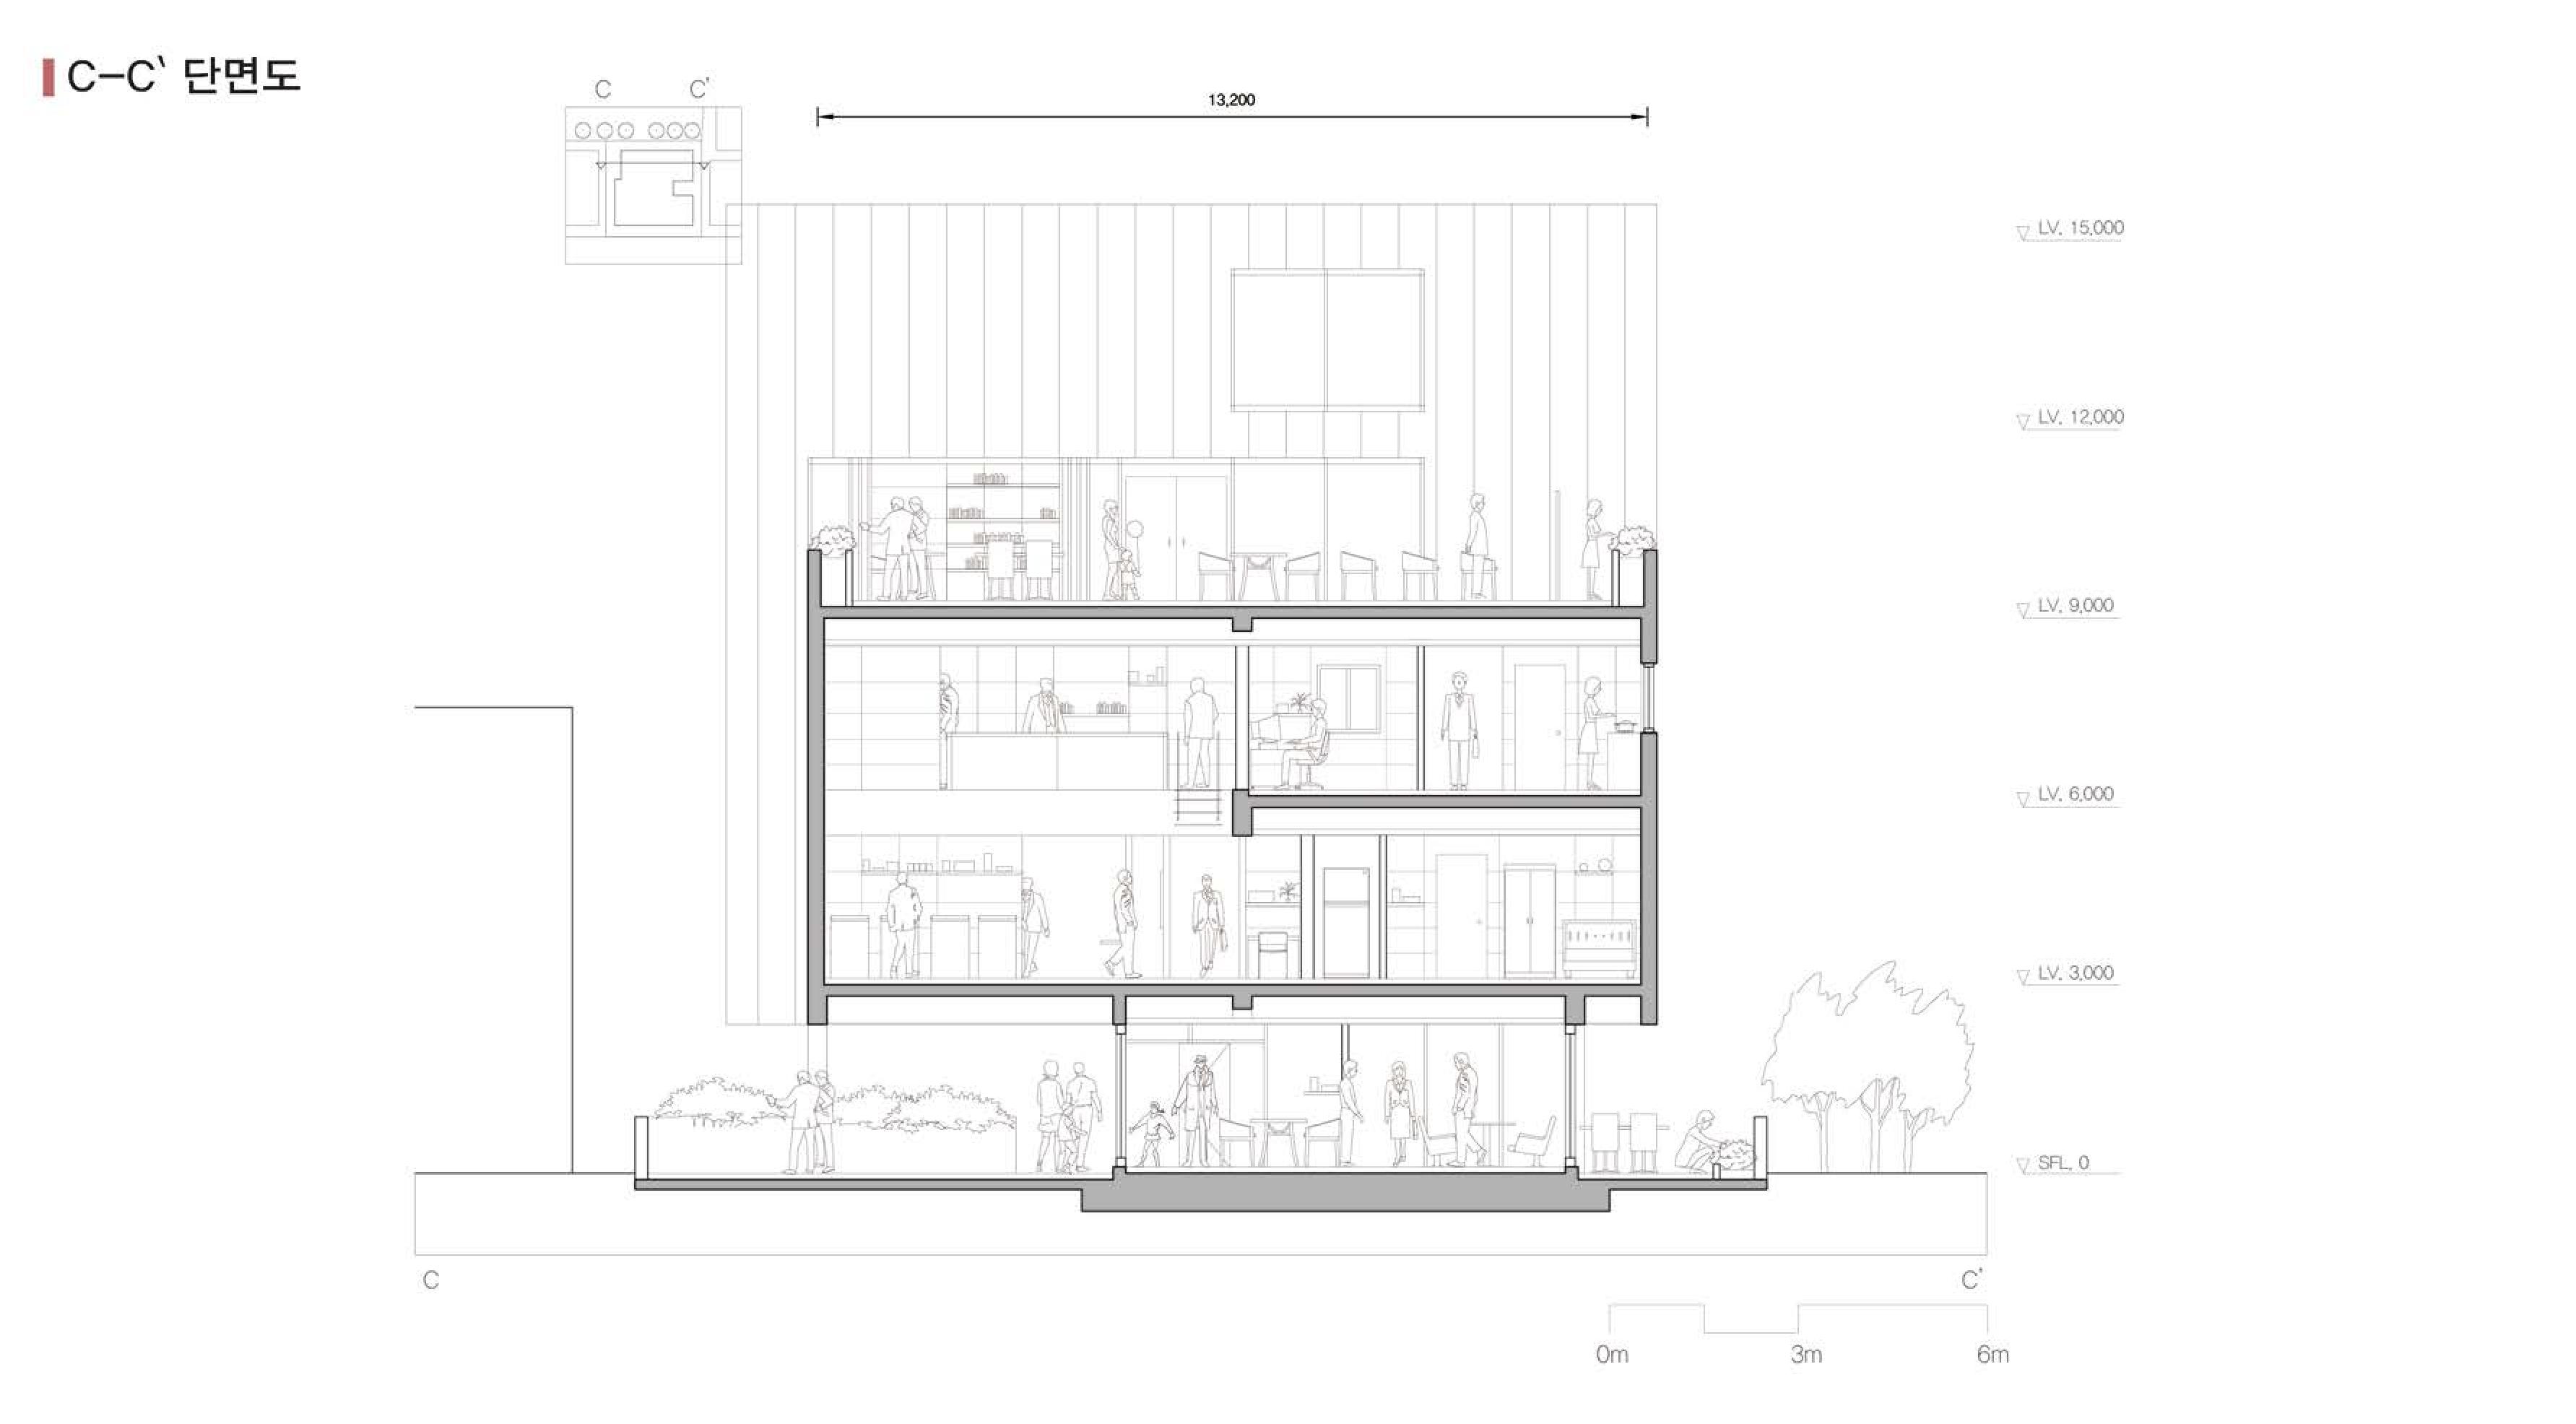 C–C` 단면도
C C'
13,200
LV. 15,000
LV. 12,000
LV. 9,000
LV. 6,000
LV. 3,000
SFL. 0
C C'
0m 3m 6m